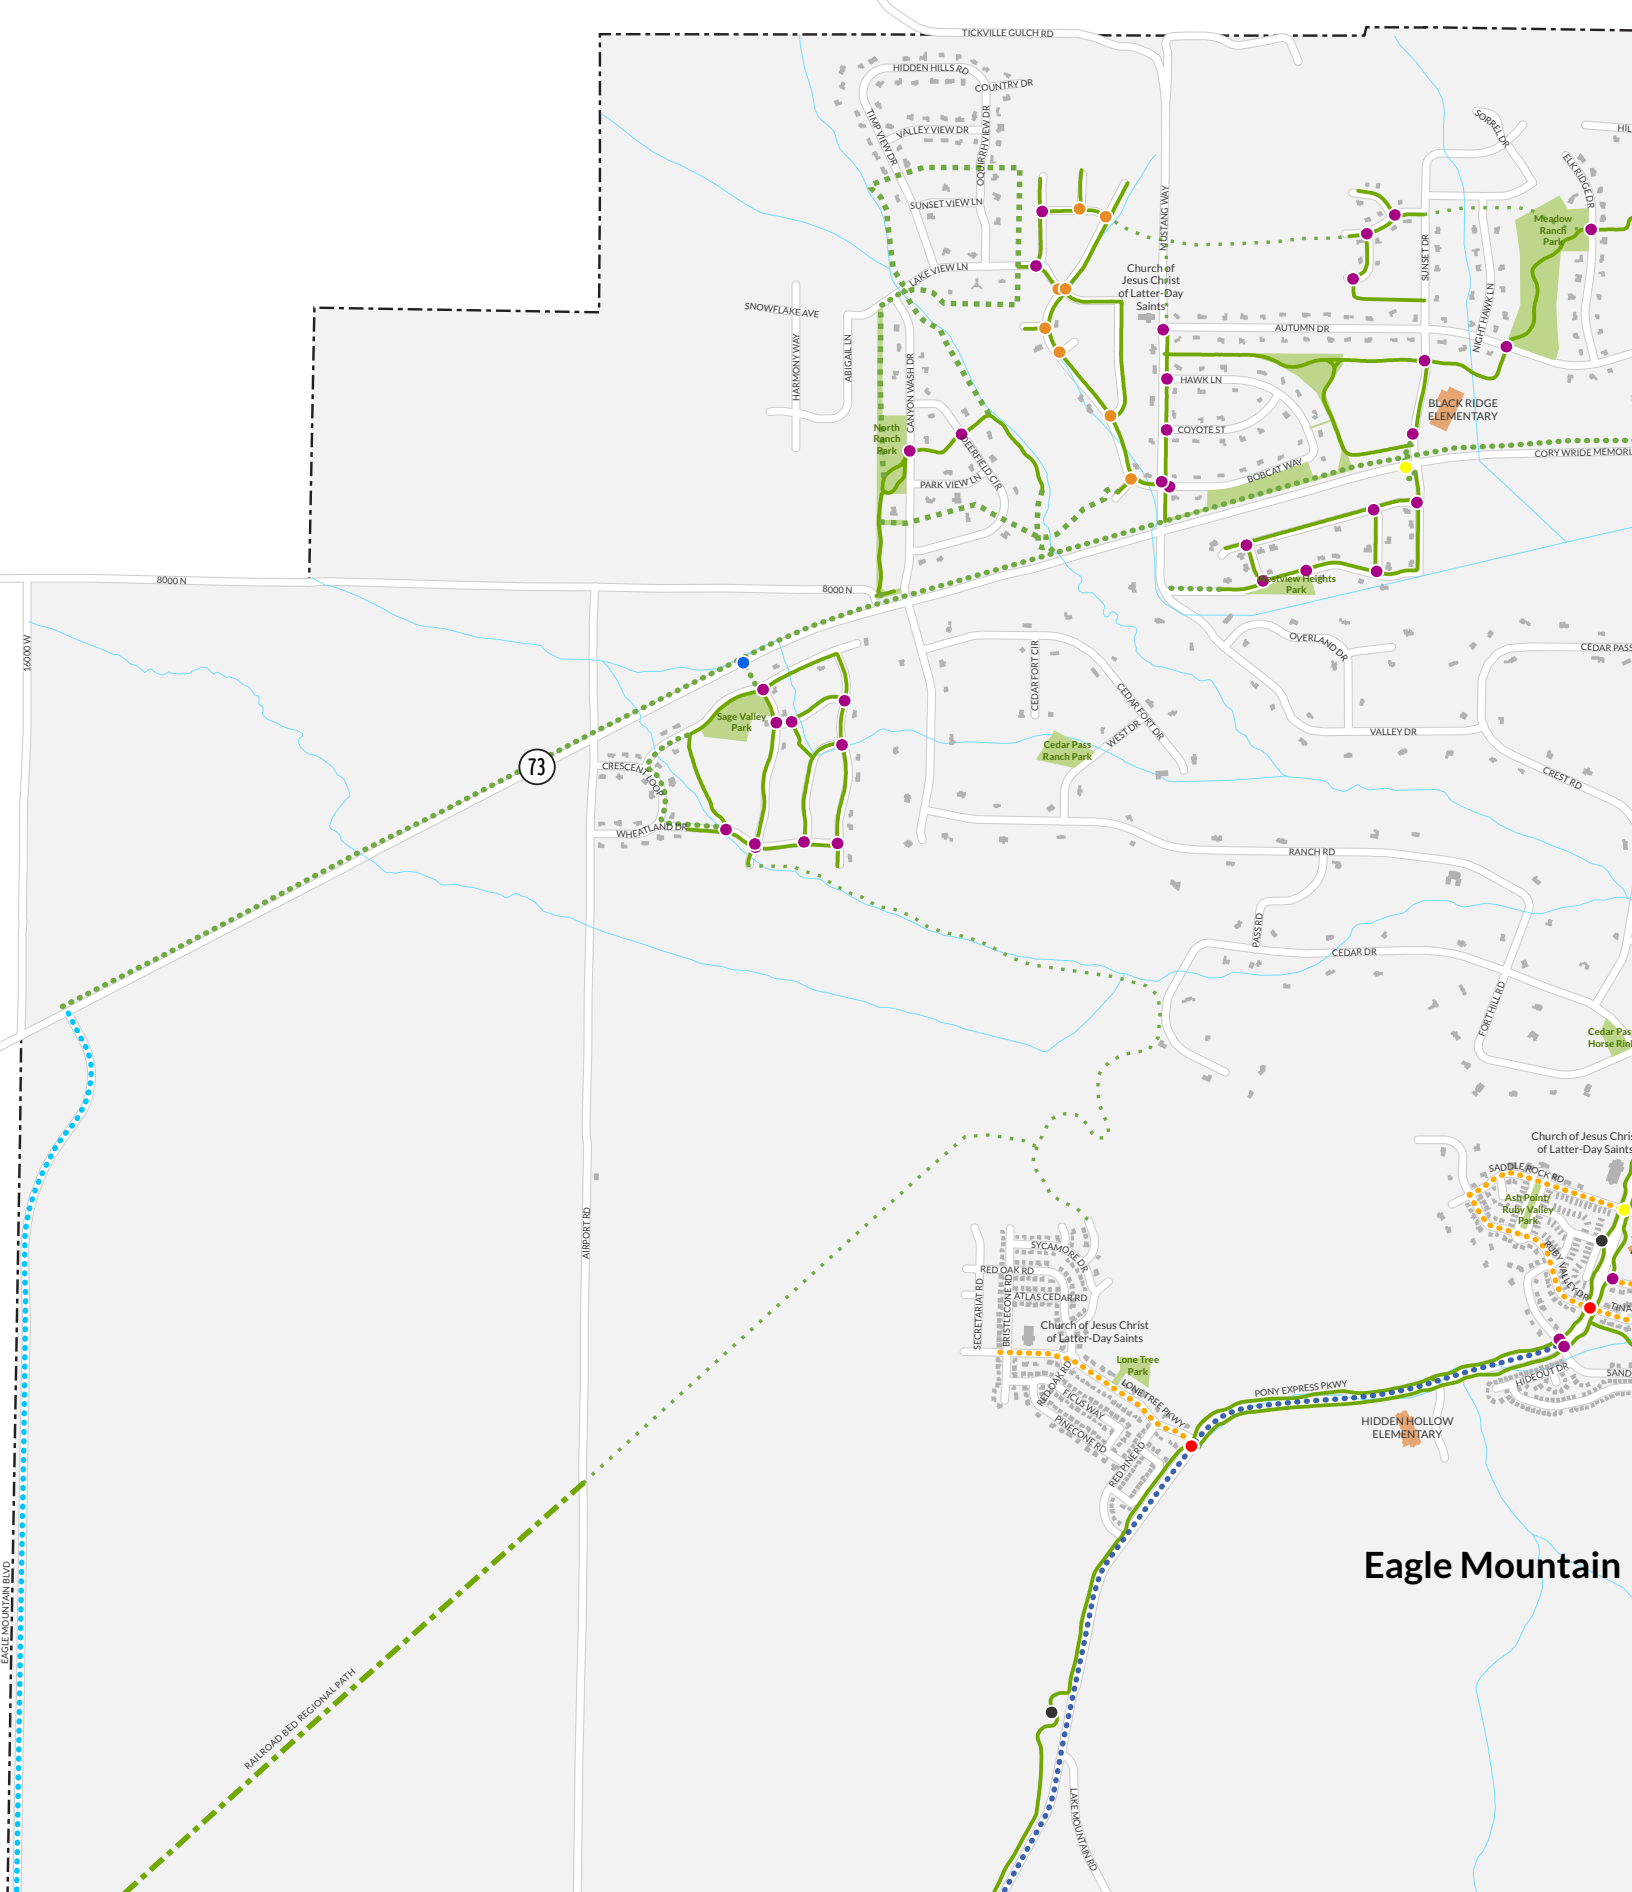 TICKVILLE GULCH RD
HIDDEN HILLS RD
COUNTRY DR
TIMP VIEW DR
VALLEY VIEW DR
OQUIRRH VIEW DR
SUNSET VIEW LN
LAKE VIEW LN
SNOWFLAKE AVE
HARMONY WAY
ABIGAIL LN
CANYON WASH DR
North
Ranch
Park
DEERFIELD CIR
PARK VIEW LN
MUSTANG WAY
Church of
Jesus Christ
of Latter-Day
Saints
AUTUMN DR
HAWK LN
COYOTE ST
BOBCAT WAY
SUNSET DR
NIGHT HAWK LN
SORREL DR
ELK RIDGE DR
HIL
Meadow
Ranch
Park
BLACK RIDGE
ELEMENTARY
CORY WRIDE MEMORI
Westview Heights
Park
8000 N
8000 N
16000 W
OVERLAND DR
CEDAR PASS
VALLEY DR
CREST RD
CEDAR FORT CIR
CEDAR FORT DR
WEST DR
Cedar Pass
Ranch Park
Sage Valley
Park
73
CRESCENT LOOP
WHEATLAND DR
RANCH RD
PASS RD
CEDAR DR
FORT HILL RD
Cedar Pas
Horse Rin
Church of Jesus Chris
of Latter-Day Saints
SADDLE ROCK RD
Ash Point/
Ruby Valley
Park
RUBY VALLEY DR
TINA
AIRPORT RD
SYCAMORE DR
RED OAK RD
ATLAS CEDAR RD
SECRETARIAT RD
BRISTLECONE RD
Church of Jesus Christ
of Latter-Day Saints
Lone Tree
Park
LONE TREE PKWY
RED OAK RD
FICUS WAY
PINECONE RD
RED PINE RD
PONY EXPRESS PKWY
HIDEOUT DR
SAND
HIDDEN HOLLOW
ELEMENTARY
Eagle Mountain
EAGLE MOUNTAIN BLVD
RAILROAD BED REGIONAL PATH
LAKE MOUNTAIN RD